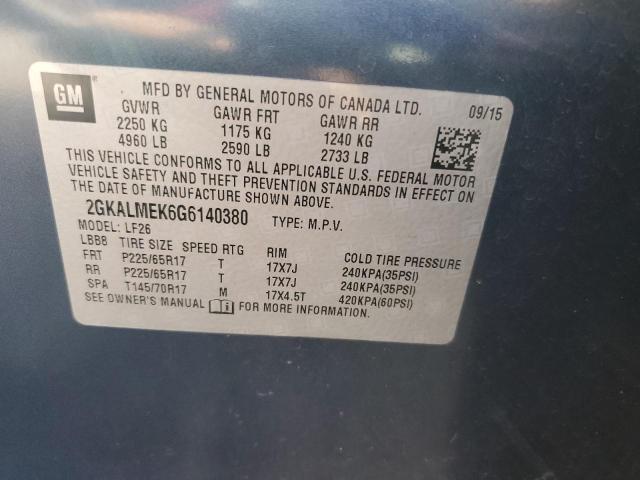 GM
MFD BY GENERAL MOTORS OF CANADA LTD. 09/15
GVWR GAWR FRT GAWR RR
2250 KG 1175 KG 1240 KG
4960 LB 2590 LB 2733 LB
THIS VEHICLE CONFORMS TO ALL APPLICABLE U.S. FEDERAL MOTOR
VEHICLE SAFETY AND THEFT PREVENTION STANDARDS IN EFFECT ON
THE DATE OF MANUFACTURE SHOWN ABOVE.
2GKALMEK6G6140380 TYPE: M.P.V.
MODEL: LF26
LBB8 TIRE SIZE SPEED RTG RIM COLD TIRE PRESSURE
FRT P225/65R17 T 17X7J 240KPA(35PSI)
RR P225/65R17 T 17X7J 240KPA(35PSI)
SPA T145/70R17 M 17X4.5T 420KPA(60PSI)
SEE OWNER'S MANUAL FOR MORE INFORMATION.